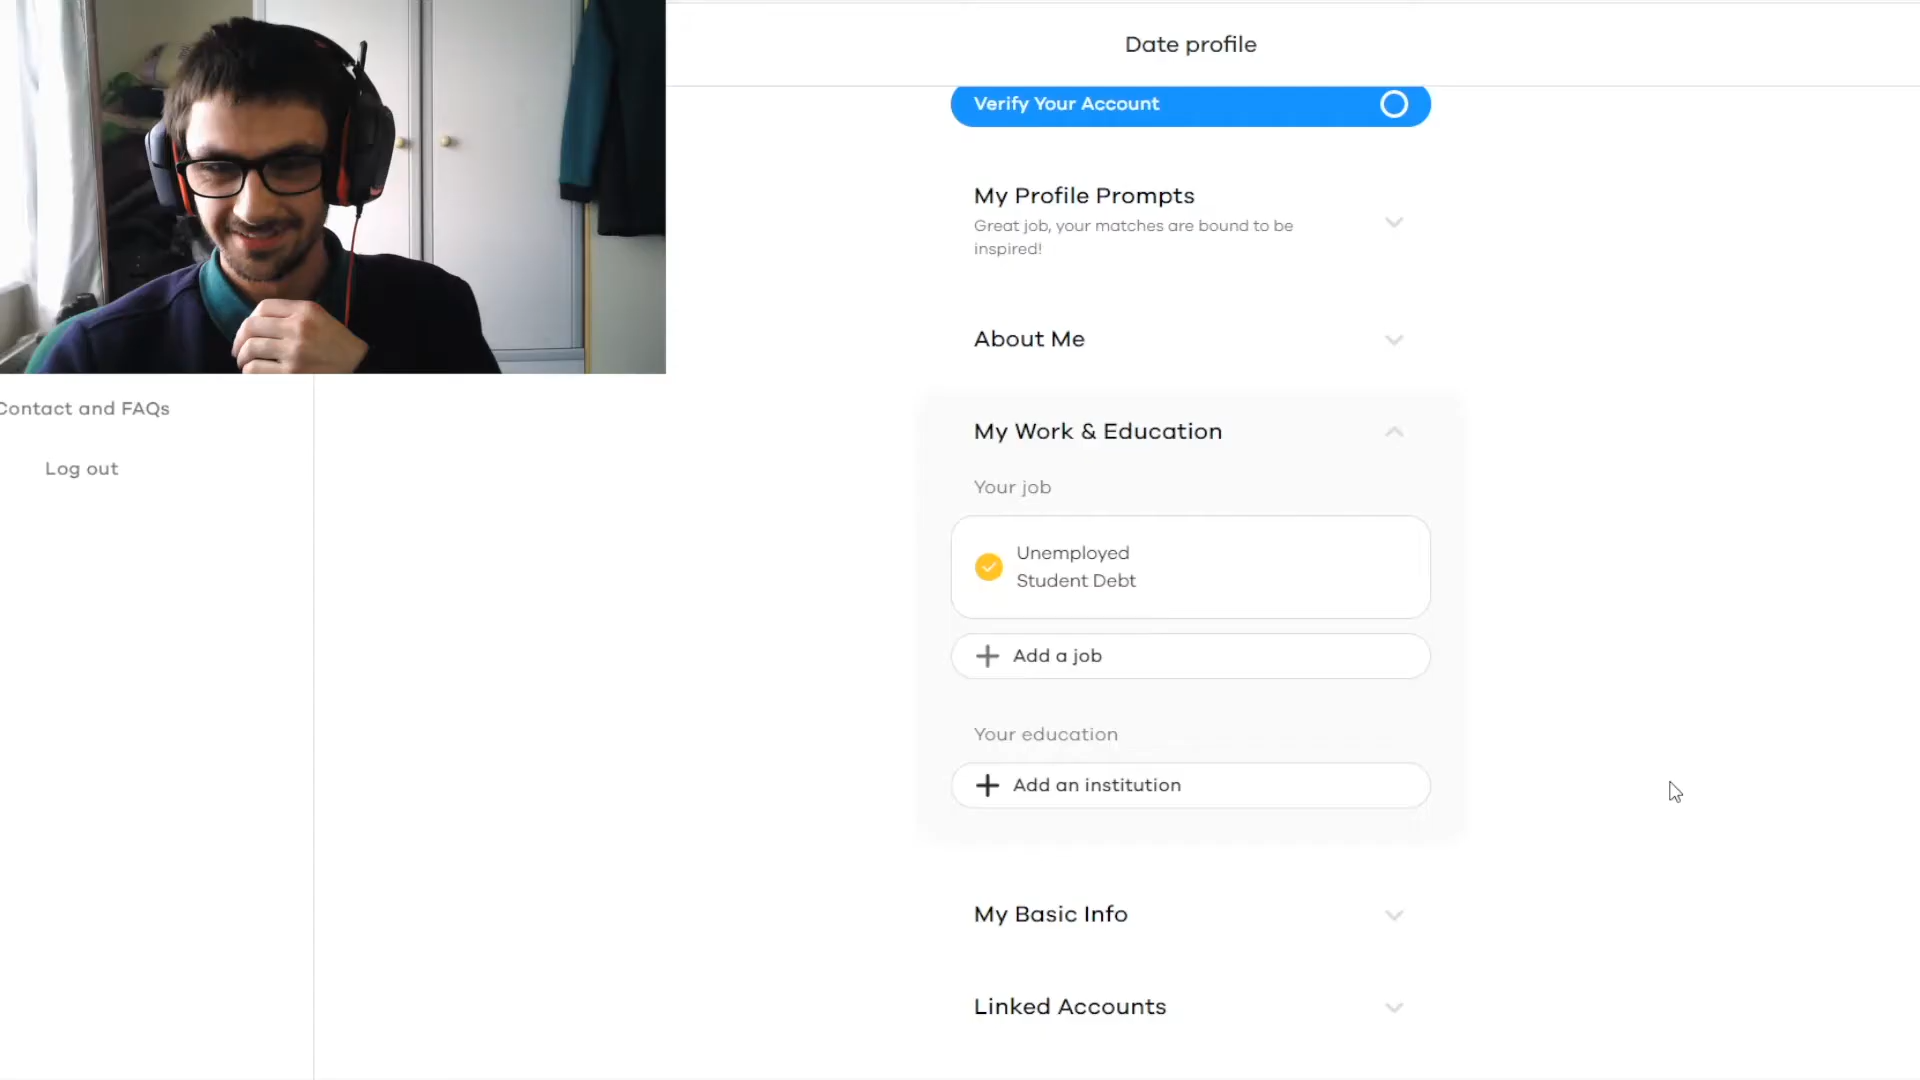 Date profile
Verify Your Account
My Profile Prompts
Great job, your matches are bound to be
inspired!
About Me
Contact and FAQs
My Work & Education
Log out
Your job
Unemployed
Student Debt
Add a job
Your education
Add an institution
My Basic Info
Linked Accounts